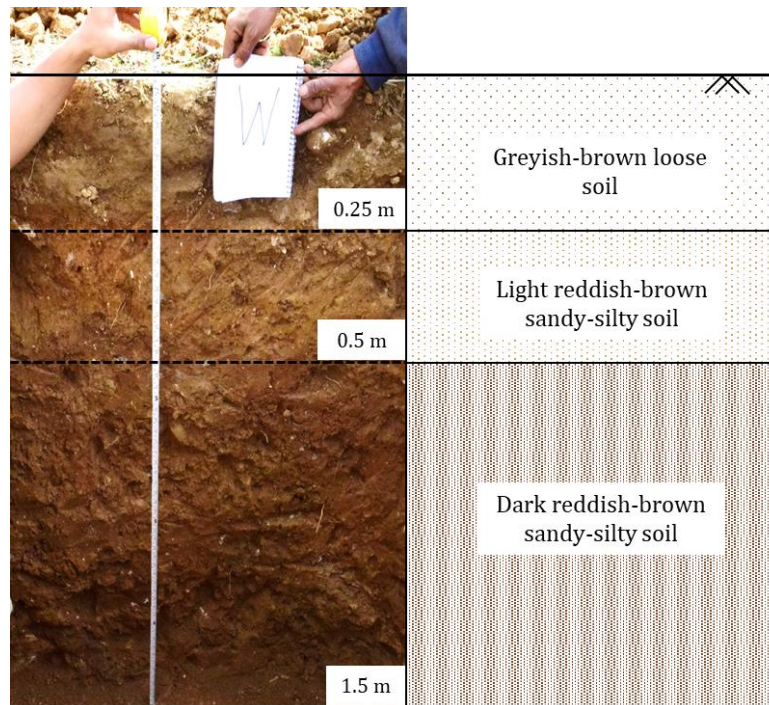 W
Greyish-brown loose
soil
0.25 m
Light reddish-brown
sandy-silty soil
0.5 m
Dark reddish-brown
sandy-silty soil
1.5 m